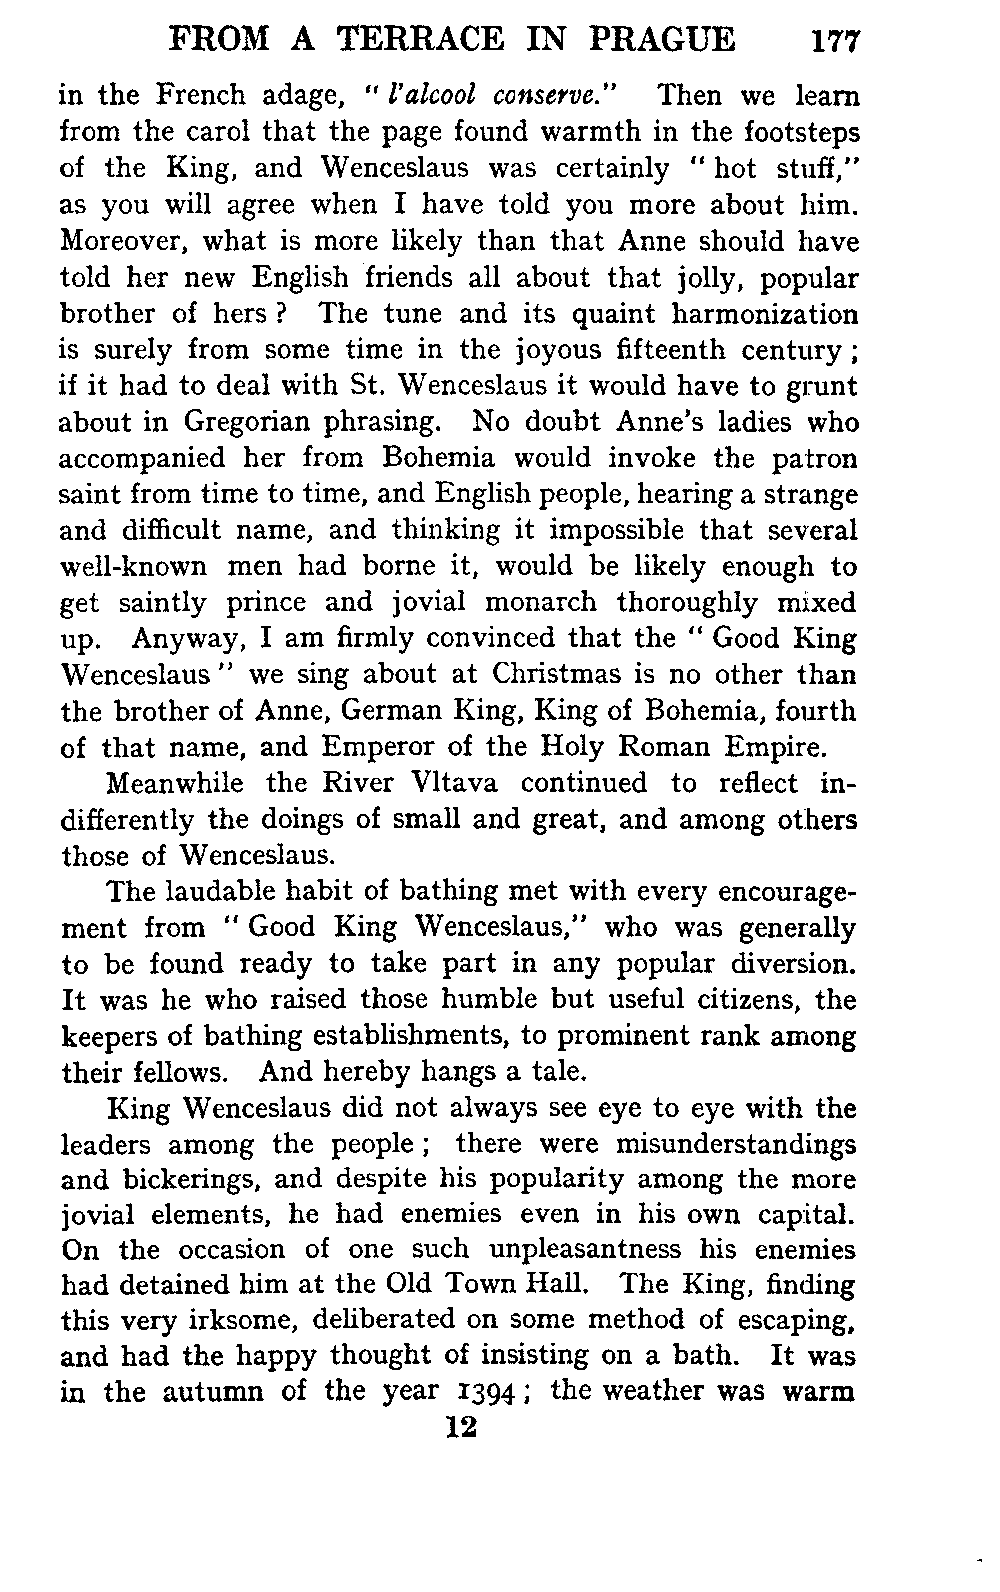 FROM A TERRACE IN PRAGUE 177
in the French adage, " l'alcool conserve." Then we learn
from the carol that the page found warmth in the footsteps
of the King, and Wenceslaus was certainly " hot stuff,"
as you will agree when I have told you more about him.
Moreover, what is more likely than that Anne should have
told her new English friends all about that jolly, popular
brother of hers ? The tune and its quaint harmonization
is surely from some time in the joyous fifteenth century ;
if it had to deal with St. Wenceslaus it would have to grunt
about in Gregorian phrasing. No doubt Anne's ladies who
accompanied her from Bohemia would invoke the patron
saint from time to time, and English people, hearing a strange
and difficult name, and thinking it impossible that several
well-known men had borne it, would be likely enough to
get saintly prince and jovial monarch thoroughly mixed
up. Anyway, I am firmly convinced that the " Good King
Wenceslaus " we sing about at Christmas is no other than
the brother of Anne, German King, King of Bohemia, fourth
of that name, and Emperor of the Holy Roman Empire.
Meanwhile the River Vltava continued to reflect in-
differently the doings of small and great, and among others
those of Wenceslaus.
The laudable habit of bathing met with every encourage-
ment from " Good King Wenceslaus," who was generally
to be found ready to take part in any popular diversion.
It was he who raised those humble but useful citizens, the
keepers of bathing establishments, to prominent rank among
their fellows. And hereby hangs a tale.
King Wenceslaus did not always see eye to eye with the
leaders among the people ; there were misunderstandings
and bickerings, and despite his popularity among the more
jovial elements, he had enemies even in his own capital.
On the occasion of one such unpleasantness his enemies
had detained him at the Old Town Hall. The King, finding
this very irksome, deliberated on some method of escaping,
and had the happy thought of insisting on a bath. It was
in the autumn of the year 1394 ; the weather was warm
12